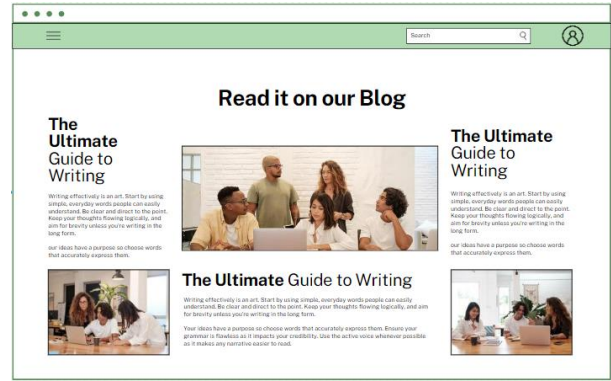 Search
Read it on our Blog
The
Ultimate
Guide to
Writing
Writing effectively is an art. Start by using
simple, everyday words people can easily
understand. Be clear and direct to the point.
Keep your thoughts flowing logically, and
aim for brevity unless you're writing in the
long form.
our ideas have a purpose so choose words
that accurately express them.
The Ultimate Guide to Writing
Writing effectively is an art. Start by using simple, everyday words people can easily
understand. Be clear and direct to the point. Keep your thoughts flowing logically, and aim
for brevity unless you're writing in the long form.
Your ideas have a purpose so choose words that accurately express them. Ensure your
grammar is flawless as it impacts your credibility. Use the active voice whenever possible
as it makes any narrative easier to read.
The Ultimate
Guide to
Writing
Writing effectively is an art. Start by using
simple, everyday words people can easily
understand. Be clear and direct to the point.
Keep your thoughts flowing logically, and
aim for brevity unless you're writing in the
long form.
our ideas have a purpose so choose words
that accurately express them.